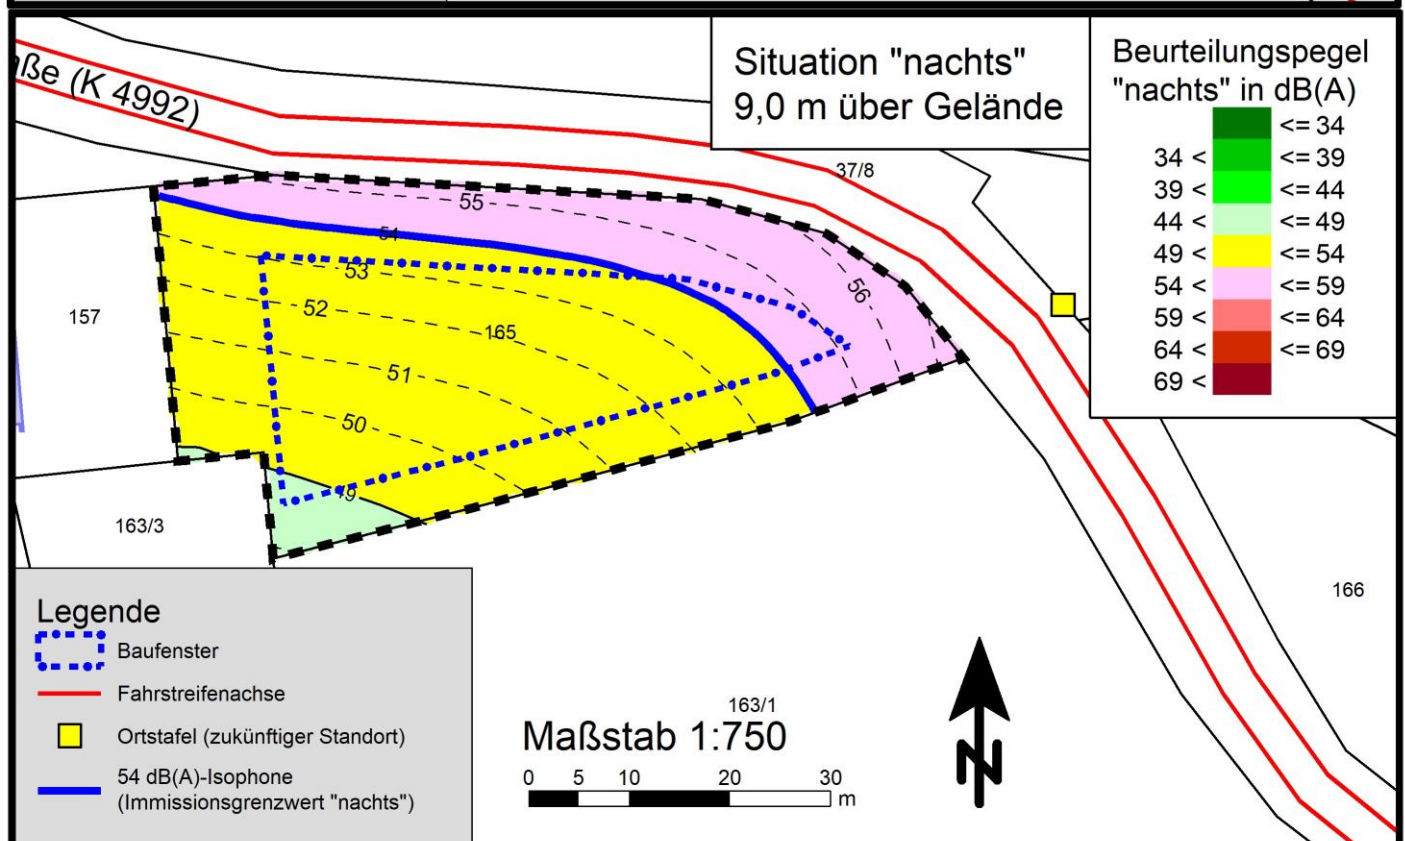 Situation "nachts"
9,0 m über Gelände
Beurteilungspegel
"nachts" in dB(A)
<= 34
34 < <= 39
39 < <= 44
44 < <= 49
49 < <= 54
54 < <= 59
59 < <= 64
64 < <= 69
69 <
aße (K 4992)
37/8
55
54
53
56
52
165
157
51
50
49
163/3
166
Legende
Baufenster
Fahrstreifenachse
Ortstafel (zukünftiger Standort)
54 dB(A)-Isophone
(Immissionsgrenzwert "nachts")
163/1
Maßstab 1:750
0 5 10 20 30
m
N